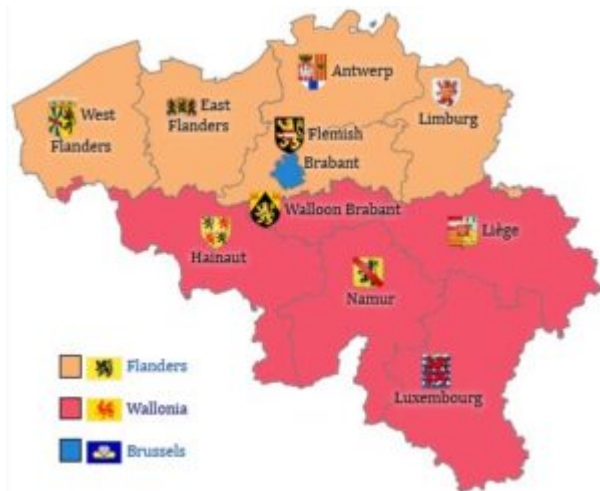 Antwerp
West
Flanders
East
Flanders
Limburg
Flemish
Brabant
Walloon Brabant
Hainaut
Liège
Namur
Luxembourg
Flanders
Wallonia
Brussels